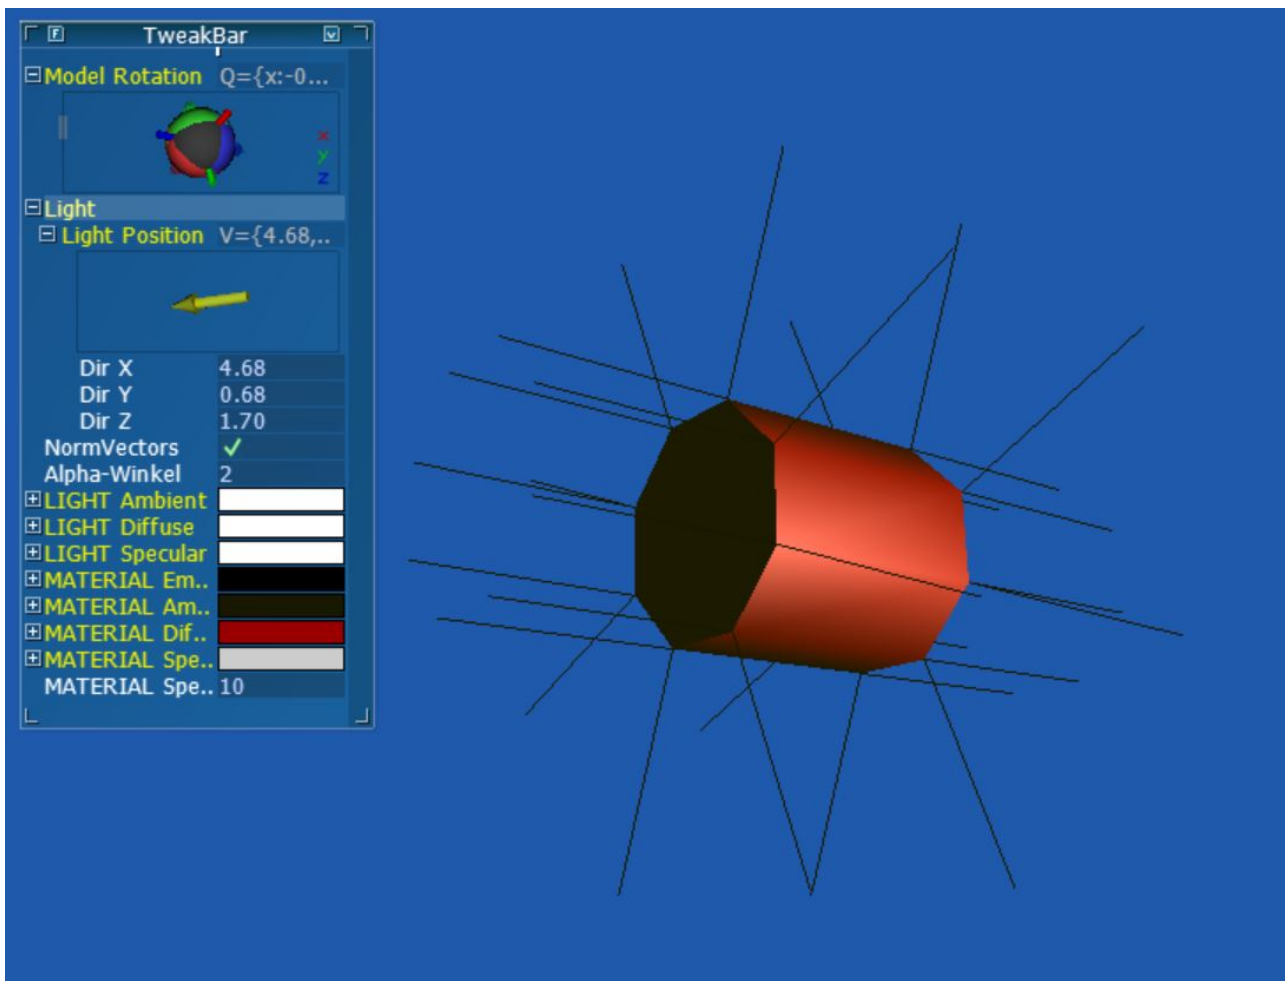 F TweakBar v
Model Rotation Q={x:-0...
x
y
z
Light
Light Position V={4.68,..
Dir X 4.68
Dir Y 0.68
Dir Z 1.70
NormVectors
Alpha-Winkel 2
LIGHT Ambient
LIGHT Diffuse
LIGHT Specular
MATERIAL Em..
MATERIAL Am..
MATERIAL Dif..
MATERIAL Spe..
MATERIAL Spe.. 10